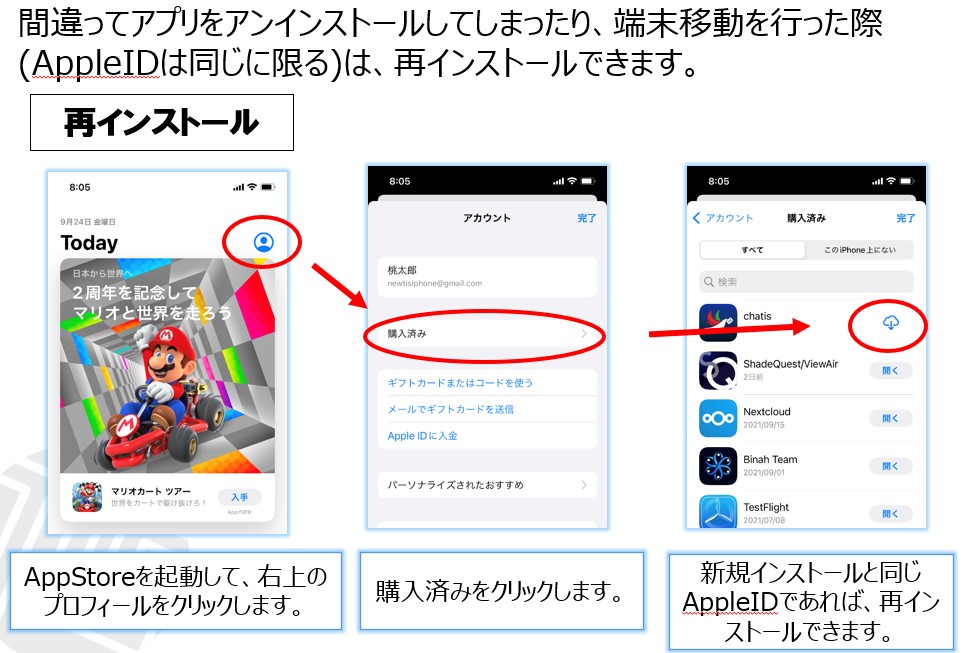 間違ってアプリをアンインストールしてしまったり、端末移動を行った際
(AppleIDは同じに限る)は、再インストールできます。
再インストール
8:05
9月24日 金曜日
Today
日本から世界へ
2周年を記念して
マリオと世界を走ろう
マリオカート ツアー
世界をカートで駆け抜けろ！
入手
App内課金
8:05
アカウント
完了
桃太郎
newtisiphone@gmail.com
購入済み
ギフトカードまたはコードを使う
メールでギフトカードを送信
Apple IDに入金
パーソナライズされたおすすめ
8:05
アカウント
購入済み
完了
すべて
このiPhone上にない
検索
chatis
ShadeQuest/ViewAir
2日前
開く
Nextcloud
2021/09/15
開く
Binah Team
2021/09/01
開く
TestFlight
2021/07/08
開く
AppStoreを起動して、右上の
プロフィールをクリックします。
購入済みをクリックします。
新規インストールと同じ
AppleIDであれば、再イン
ストールできます。